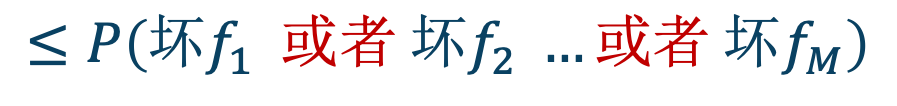 ≤ P(坏f₁ 或者 坏f₂ … 或者 坏f_M)